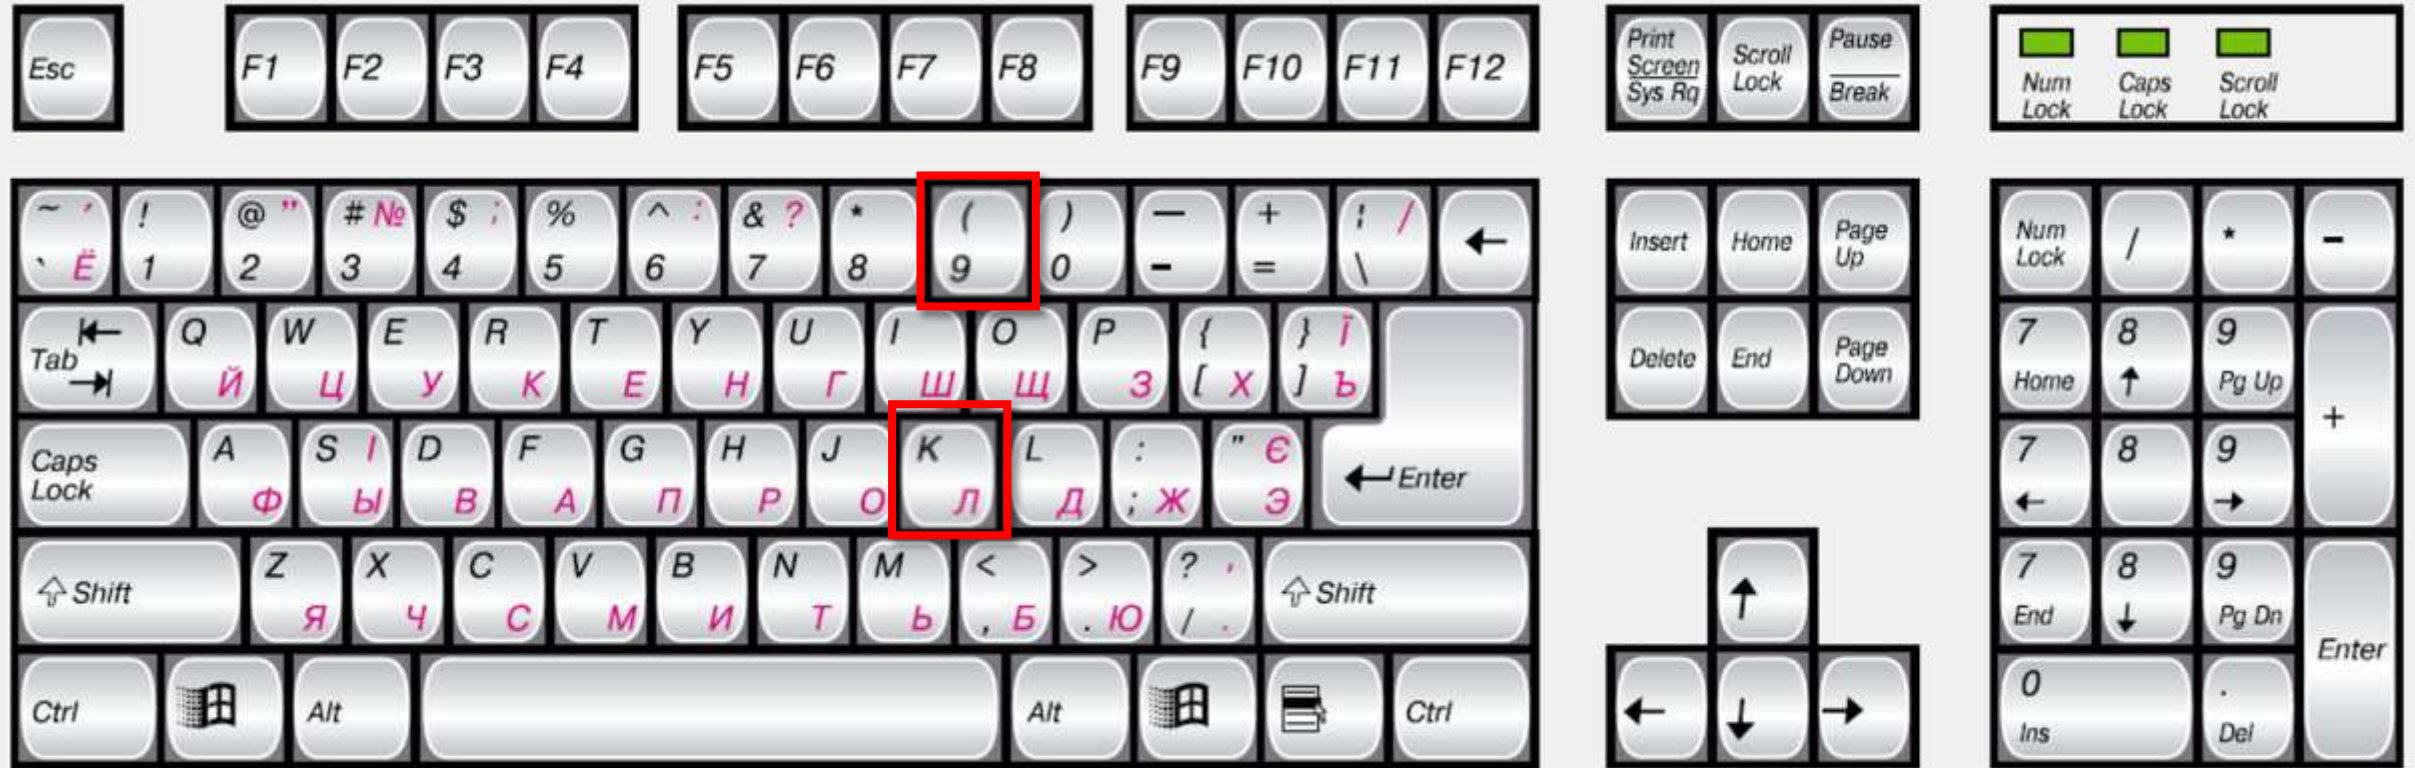 Esc F1 F2 F3 F4 F5 F6 F7 F8 F9 F10 F11 F12
Print Screen Sys Rq
Scroll Lock
Pause Break
Num Lock
Caps Lock
Scroll Lock
~ ' ` Ё
! 1
@ " 2
# № 3
$ ; 4
% 5
^ : 6
& ? 7
* 8
( 9
) 0
— -
+ =
¦ / \
←
Insert Home Page Up
Num Lock / * -
Tab
Q Й
W Ц
E У
R К
T Е
Y Н
U Г
I Ш
O Щ
P З
{ [ Х
} Ї ] Ъ
Delete End Page Down
7 Home
8 ↑
9 Pg Up
+
Caps Lock
A Ф
S І Ы
D В
F А
G П
H Р
J О
K Л
L Д
: ; Ж
" Є Э
Enter
7 ←
8
9 →
Shift
Z Я
X Ч
C С
V М
B И
N Т
M Ь
< , Б
> . Ю
? ' / .
Shift
↑
7 End
8 ↓
9 Pg Dn
Enter
Ctrl Alt Alt Ctrl
← ↓ →
0 Ins
. Del